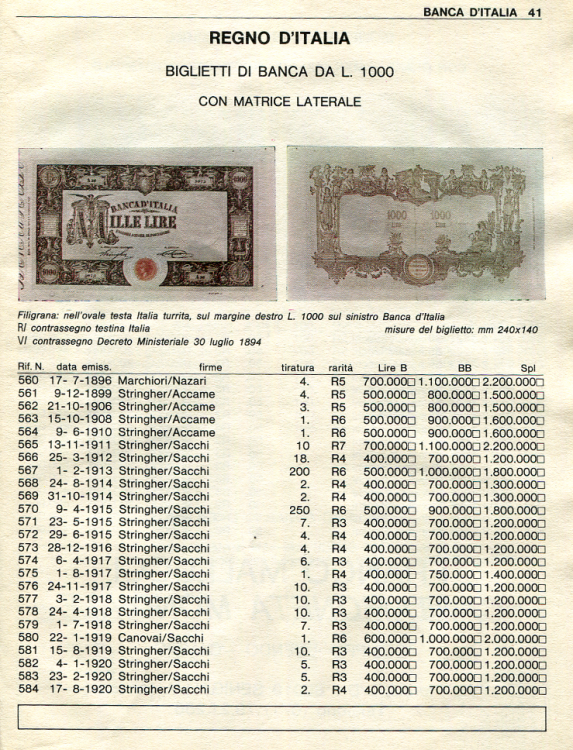 BANCA D'ITALIA 41
REGNO D'ITALIA
BIGLIETTI DI BANCA DA L. 1000
CON MATRICE LATERALE
BANCA D'ITALIA
MILLE LIRE
1000 1000
Lire Lire
Filigrana: nell'ovale testa Italia turrita, sul margine destro L. 1000 sul sinistro Banca d'Italia
R/ contrassegno testina Italia misure del biglietto: mm 240x140
V/ contrassegno Decreto Ministeriale 30 luglio 1894
Rif. N. data emiss. firme tiratura rarità Lire B BB Spl
560 17- 7-1896 Marchiori/Nazari 4. R5 700.000□ 1.100.000□ 2.200.000□
561 9-12-1899 Stringher/Accame 4. R5 500.000□ 800.000□ 1.500.000□
562 21-10-1906 Stringher/Accame 3. R5 500.000□ 800.000□ 1.500.000□
563 15-10-1908 Stringher/Accame 1. R6 500.000□ 900.000□ 1.600.000□
564 9- 6-1910 Stringher/Accame 1. R6 500.000□ 900.000□ 1.600.000□
565 13-11-1911 Stringher/Sacchi 10 R7 700.000□ 1.100.000□ 2.200.000□
566 25- 3-1912 Stringher/Sacchi 18. R4 400.000□ 700.000□ 1.200.000□
567 1- 2-1913 Stringher/Sacchi 200 R6 500.000□ 1.000.000□ 1.800.000□
568 24- 8-1914 Stringher/Sacchi 2. R4 400.000□ 700.000□ 1.300.000□
569 31-10-1914 Stringher/Sacchi 2. R4 400.000□ 700.000□ 1.300.000□
570 9- 4-1915 Stringher/Sacchi 250 R6 500.000□ 900.000□ 1.800.000□
571 23- 5-1915 Stringher/Sacchi 7. R3 400.000□ 700.000□ 1.200.000□
572 29- 6-1915 Stringher/Sacchi 4. R4 400.000□ 700.000□ 1.200.000□
573 28-12-1916 Stringher/Sacchi 4. R4 400.000□ 700.000□ 1.200.000□
574 6- 4-1917 Stringher/Sacchi 6. R3 400.000□ 700.000□ 1.200.000□
575 1- 8-1917 Stringher/Sacchi 1. R4 400.000□ 750.000□ 1.400.000□
576 24-11-1917 Stringher/Sacchi 10. R3 400.000□ 700.000□ 1.200.000□
577 3- 2-1918 Stringher/Sacchi 10. R3 400.000□ 700.000□ 1.200.000□
578 24- 4-1918 Stringher/Sacchi 10. R3 400.000□ 700.000□ 1.200.000□
579 1- 7-1918 Stringher/Sacchi 7. R3 400.000□ 700.000□ 1.200.000□
580 22- 1-1919 Canovai/Sacchi 1. R6 600.000□ 1.000.000□ 2.000.000□
581 15- 8-1919 Stringher/Sacchi 10. R3 400.000□ 700.000□ 1.200.000□
582 4- 1-1920 Stringher/Sacchi 5. R3 400.000□ 700.000□ 1.200.000□
583 23- 2-1920 Stringher/Sacchi 5. R3 400.000□ 700.000□ 1.200.000□
584 17- 8-1920 Stringher/Sacchi 2. R4 400.000□ 700.000□ 1.200.000□